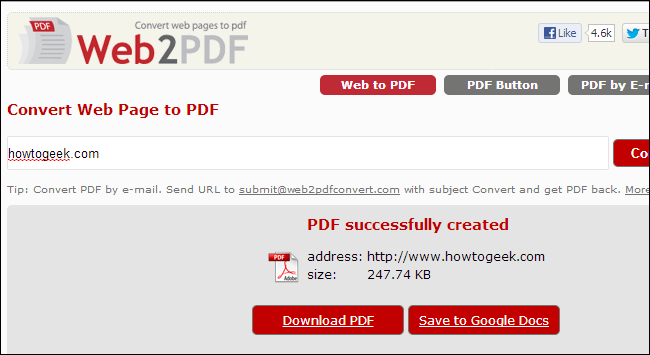 PDF
Convert web pages to pdf
Web2PDF
Like
4.6k
Web to PDF
PDF Button
PDF by E-
Convert Web Page to PDF
howtogeek.com
Co
Tip: Convert PDF by e-mail. Send URL to submit@web2pdfconvert.com with subject Convert and get PDF back. More
PDF successfully created
PDF
Adobe
address: http://www.howtogeek.com
size: 247.74 KB
Download PDF
Save to Google Docs